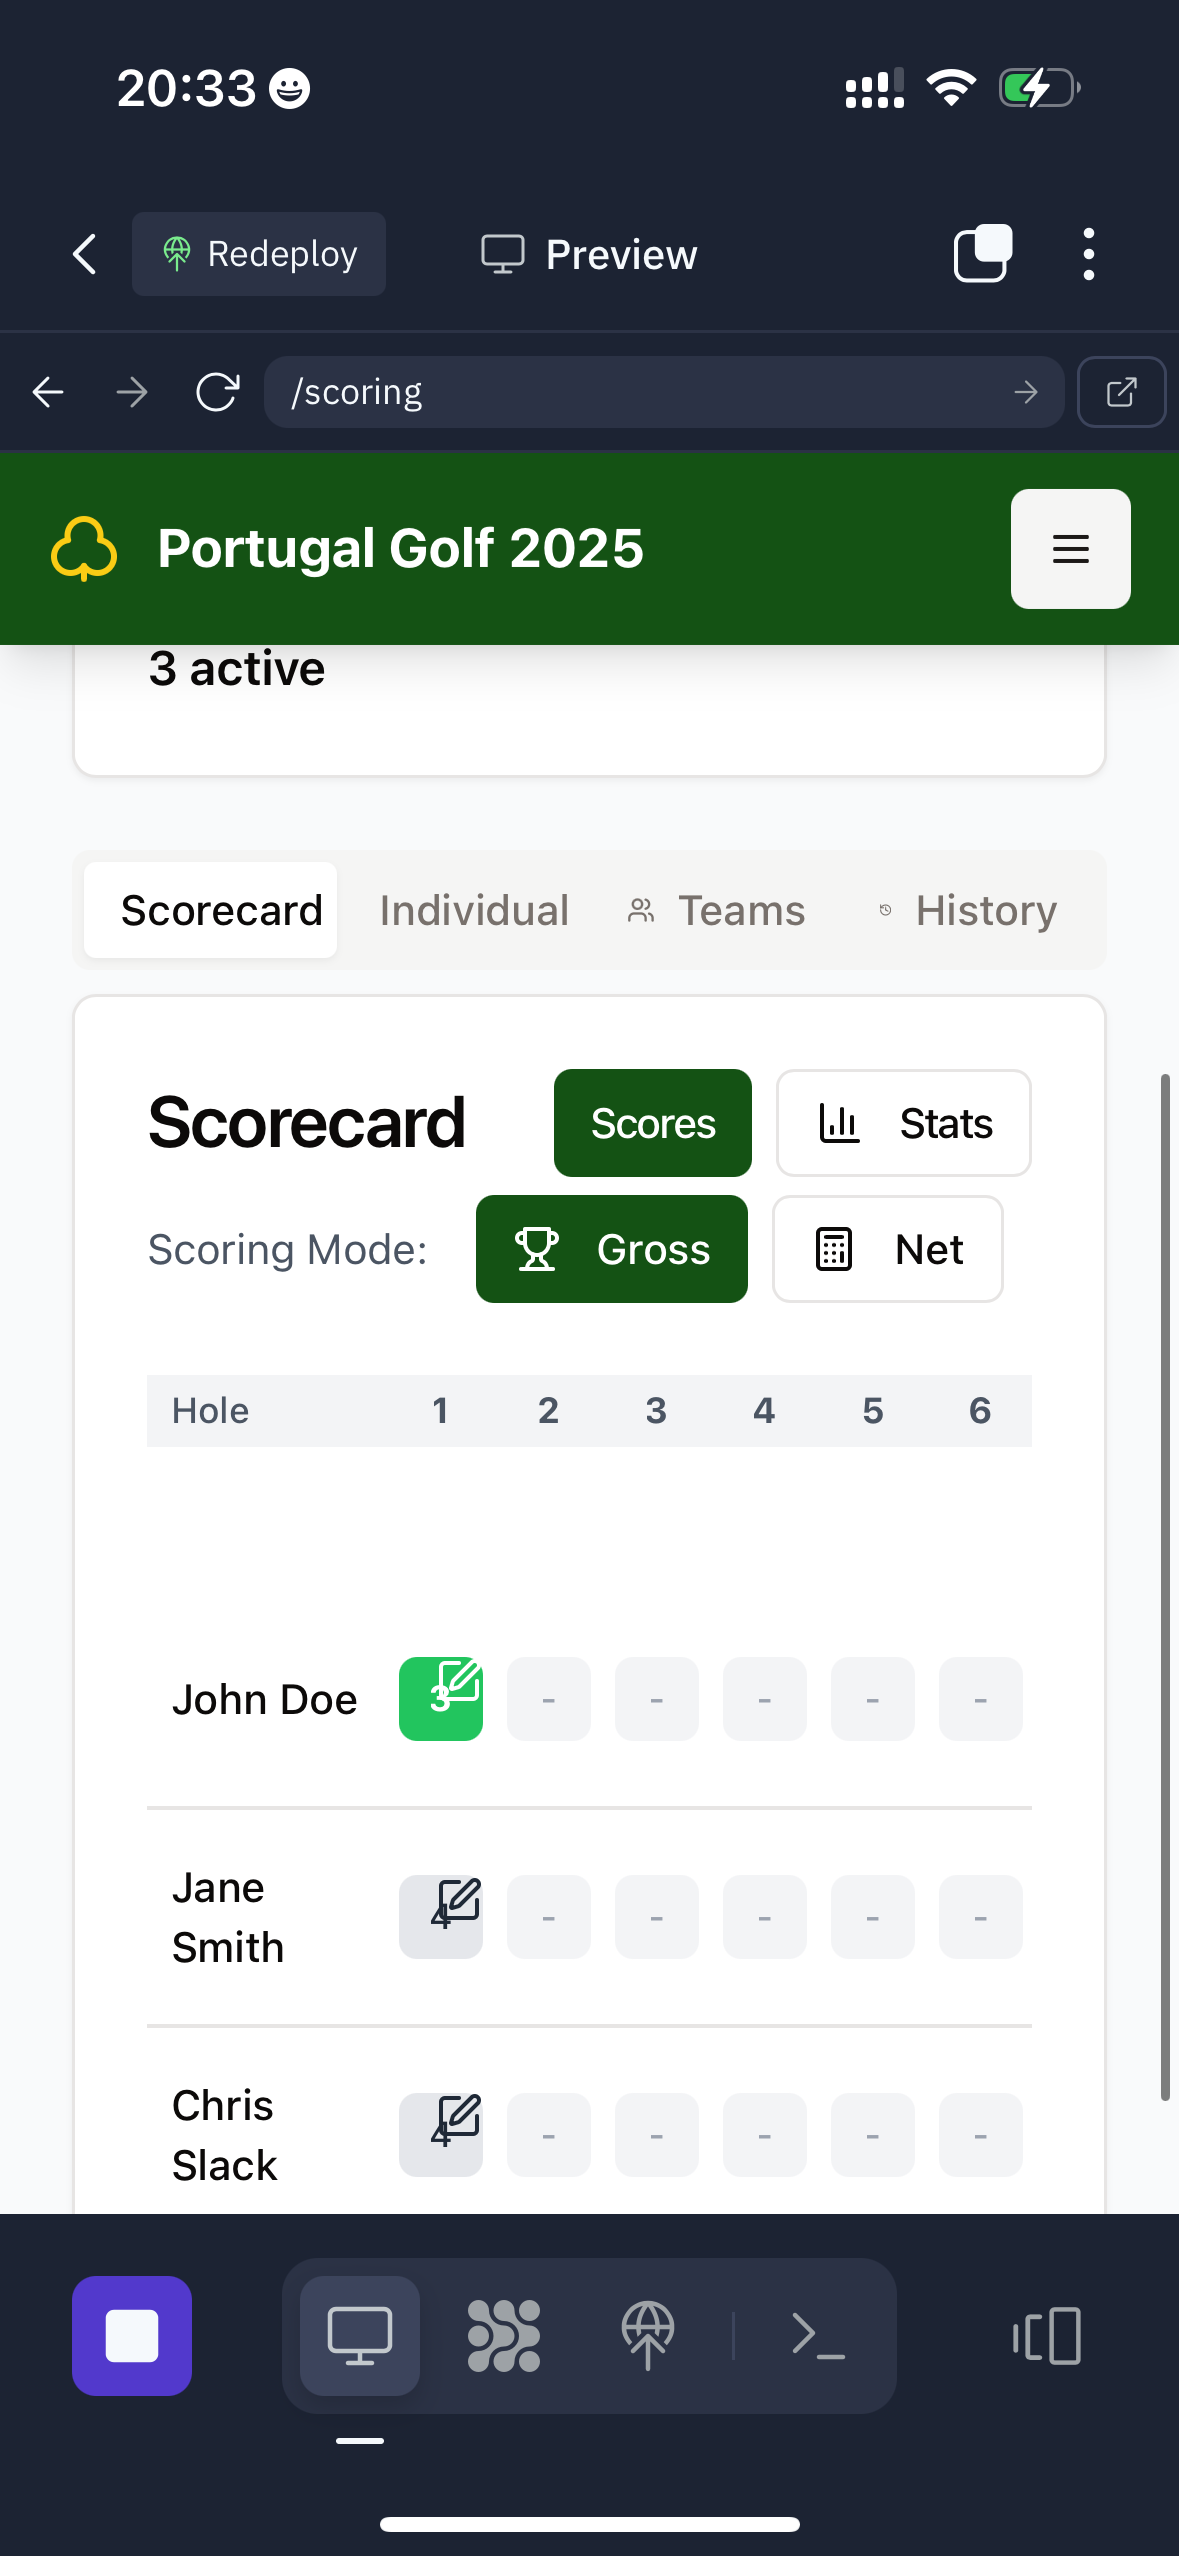 20:33
Redeploy
Preview
/scoring
Portugal Golf 2025
3 active
Scorecard Individual Teams History
Scorecard Scores Stats
Scoring Mode: Gross Net
Hole 1 2 3 4 5 6
John Doe 3 - - - - -
Jane
Smith 4 - - - - -
Chris
Slack 4 - - - - -